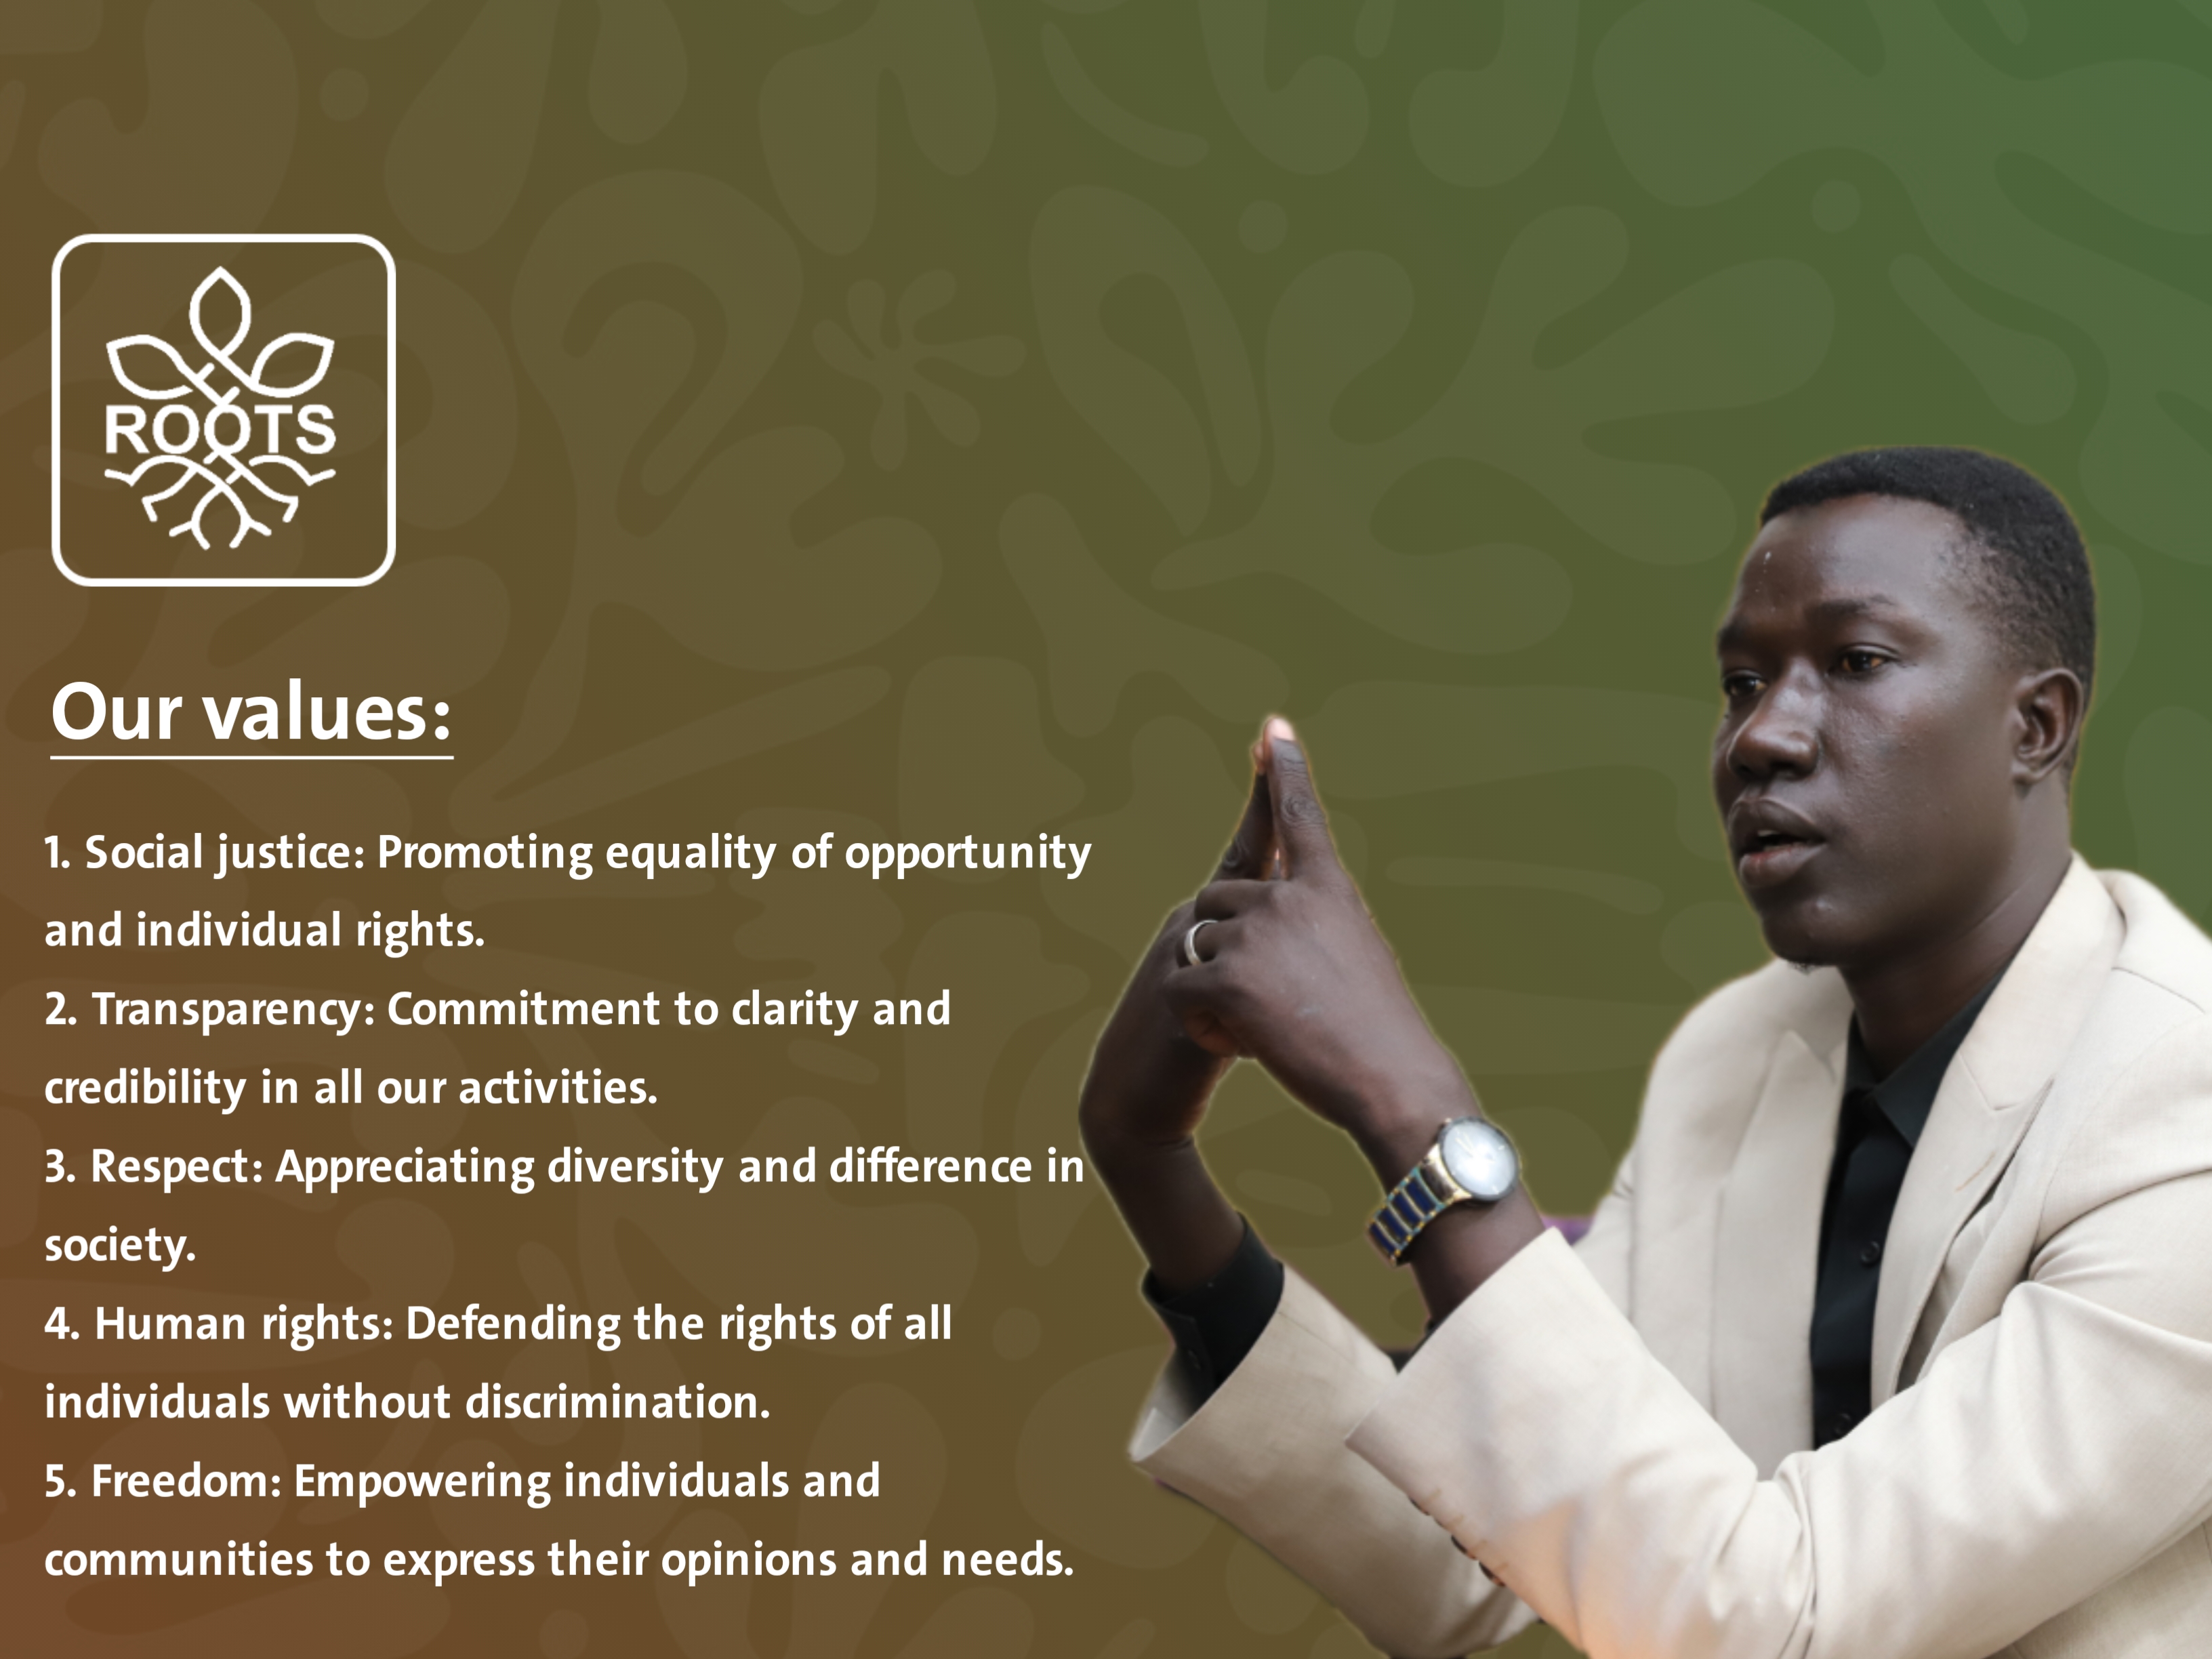 ROOTS
Our values:
1. Social justice: Promoting equality of opportunity
and individual rights.
2. Transparency: Commitment to clarity and
credibility in all our activities.
3. Respect: Appreciating diversity and difference in
society.
4. Human rights: Defending the rights of all
individuals without discrimination.
5. Freedom: Empowering individuals and
communities to express their opinions and needs.